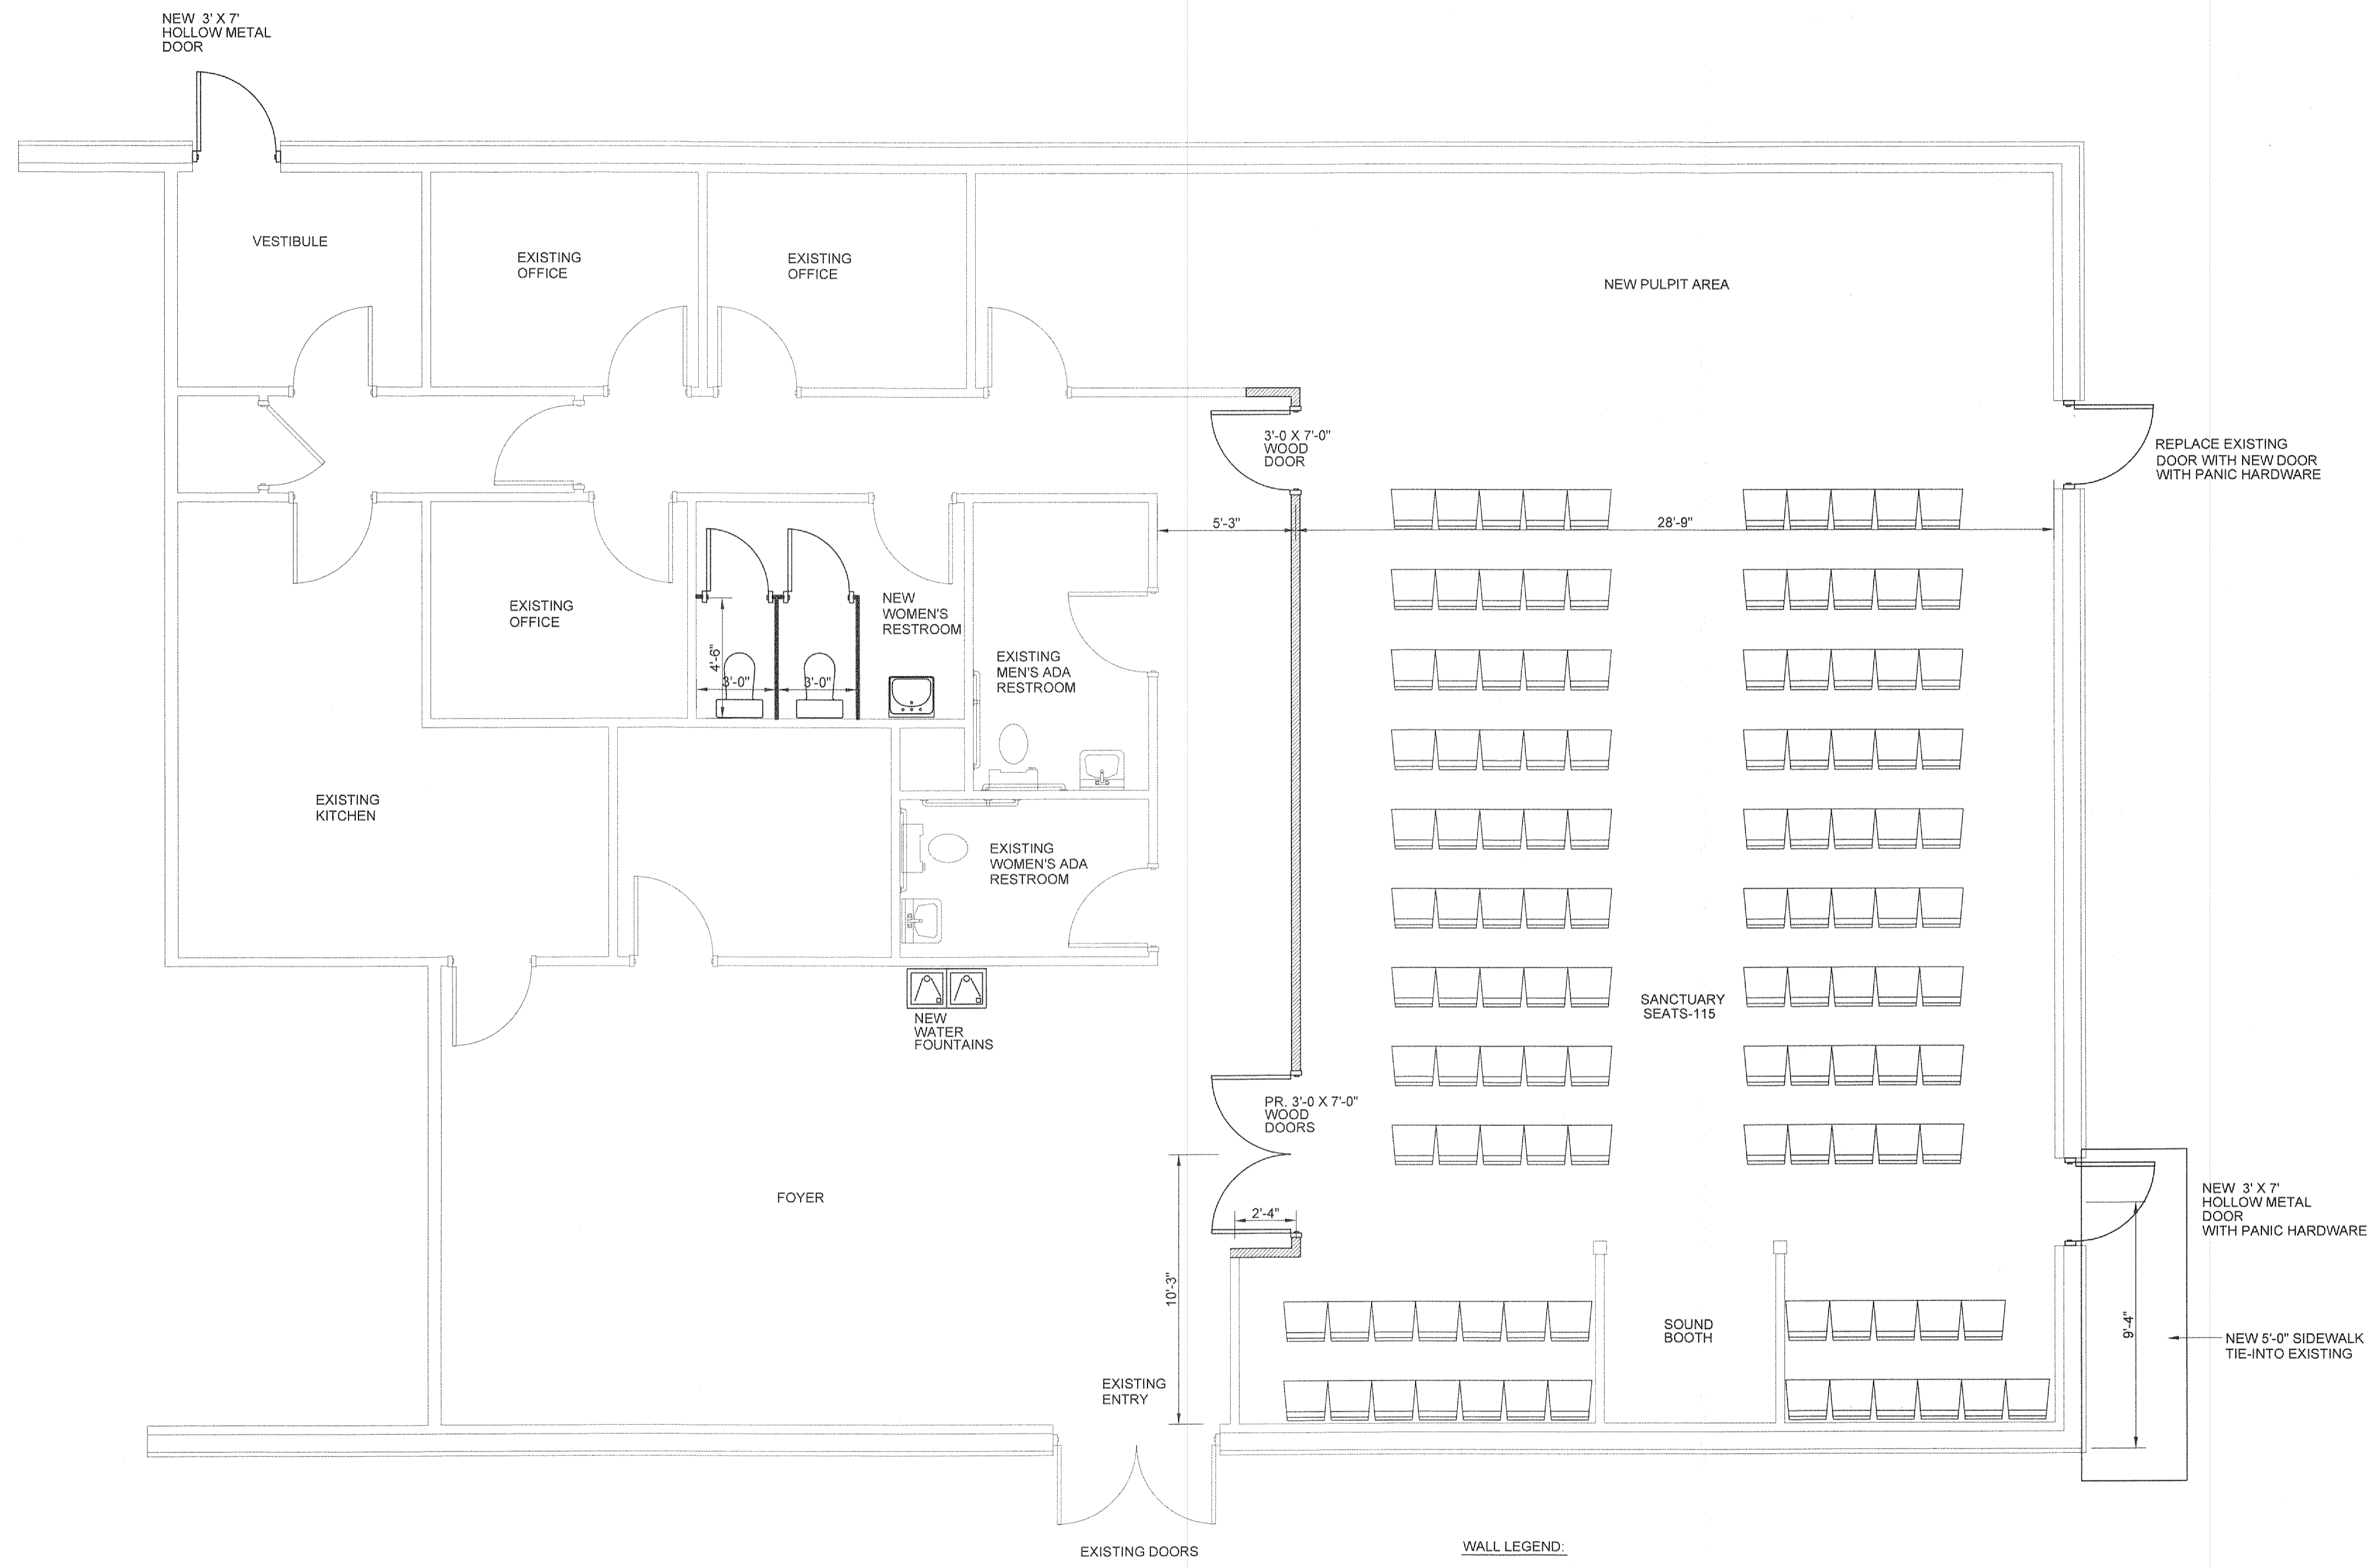 NEW 3' X 7'
HOLLOW METAL
DOOR
VESTIBULE
EXISTING
OFFICE
EXISTING
OFFICE
NEW PULPIT AREA
3'-0 X 7'-0"
WOOD
DOOR
REPLACE EXISTING
DOOR WITH NEW DOOR
WITH PANIC HARDWARE
5'-3"
28'-9"
EXISTING
OFFICE
NEW
WOMEN'S
RESTROOM
4'-6"
3'-0"
3'-0"
EXISTING
MEN'S ADA
RESTROOM
EXISTING
KITCHEN
EXISTING
WOMEN'S ADA
RESTROOM
NEW
WATER
FOUNTAINS
SANCTUARY
SEATS-115
PR. 3'-0 X 7'-0"
WOOD
DOORS
FOYER
2'-4"
NEW 3' X 7'
HOLLOW METAL
DOOR
WITH PANIC HARDWARE
10'-3"
SOUND
BOOTH
9'-4"
NEW 5'-0" SIDEWALK
TIE-INTO EXISTING
EXISTING
ENTRY
EXISTING DOORS
WALL LEGEND: